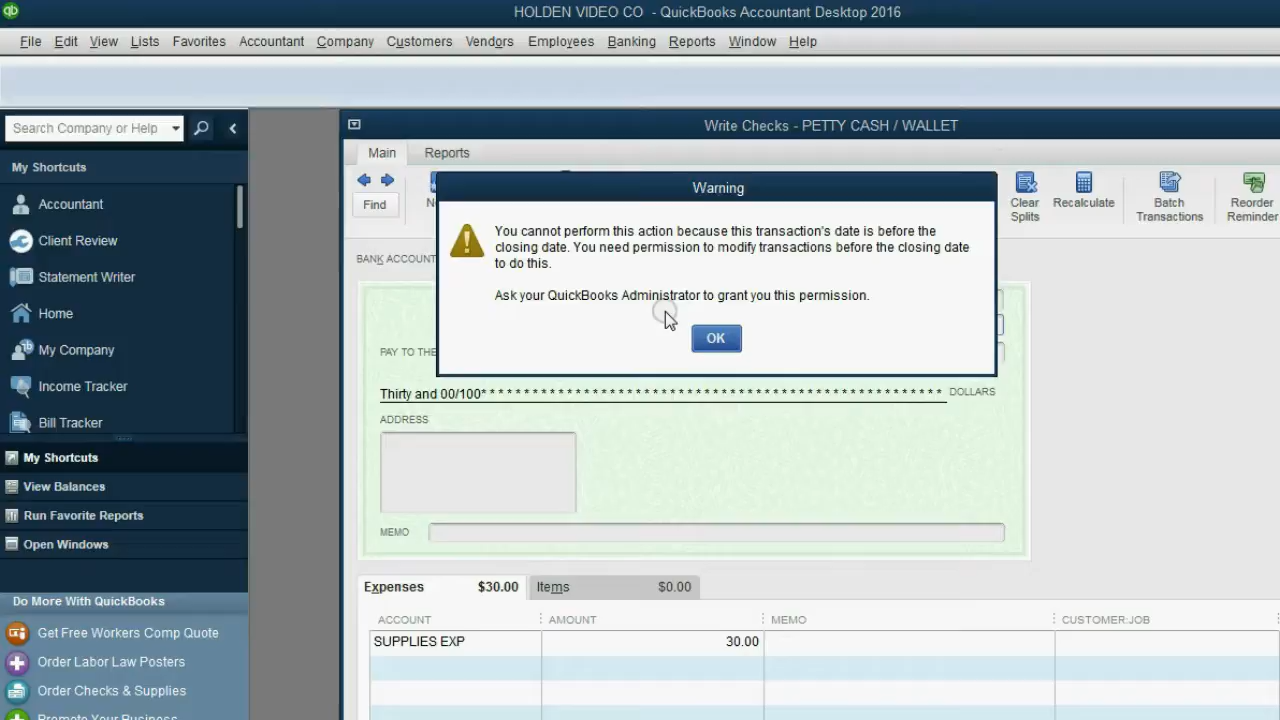 HOLDEN VIDEO CO - QuickBooks Accountant Desktop 2016
File Edit View Lists Favorites Accountant Company Customers Vendors Employees Banking Reports Window Help
Search Company or Help
My Shortcuts
Accountant
Client Review
Statement Writer
Home
My Company
Income Tracker
Bill Tracker
My Shortcuts
View Balances
Run Favorite Reports
Open Windows
Do More With QuickBooks
Get Free Workers Comp Quote
Order Labor Law Posters
Order Checks & Supplies
Promote Your Business
Write Checks - PETTY CASH / WALLET
Main Reports
Find
Clear Splits
Recalculate
Batch Transactions
Reorder Reminder
Warning
You cannot perform this action because this transaction's date is before the
closing date. You need permission to modify transactions before the closing date
to do this.
Ask your QuickBooks Administrator to grant you this permission.
OK
BANK ACCOUNT
PAY TO THE
Thirty and 00/100* * * * * * * * * * * * * * * * * * * * * * * * * * * * * * * * * * * * * * * * * * * * * * * DOLLARS
ADDRESS
MEMO
Expenses $30.00 Items $0.00
ACCOUNT AMOUNT MEMO CUSTOMER:JOB
SUPPLIES EXP 30.00